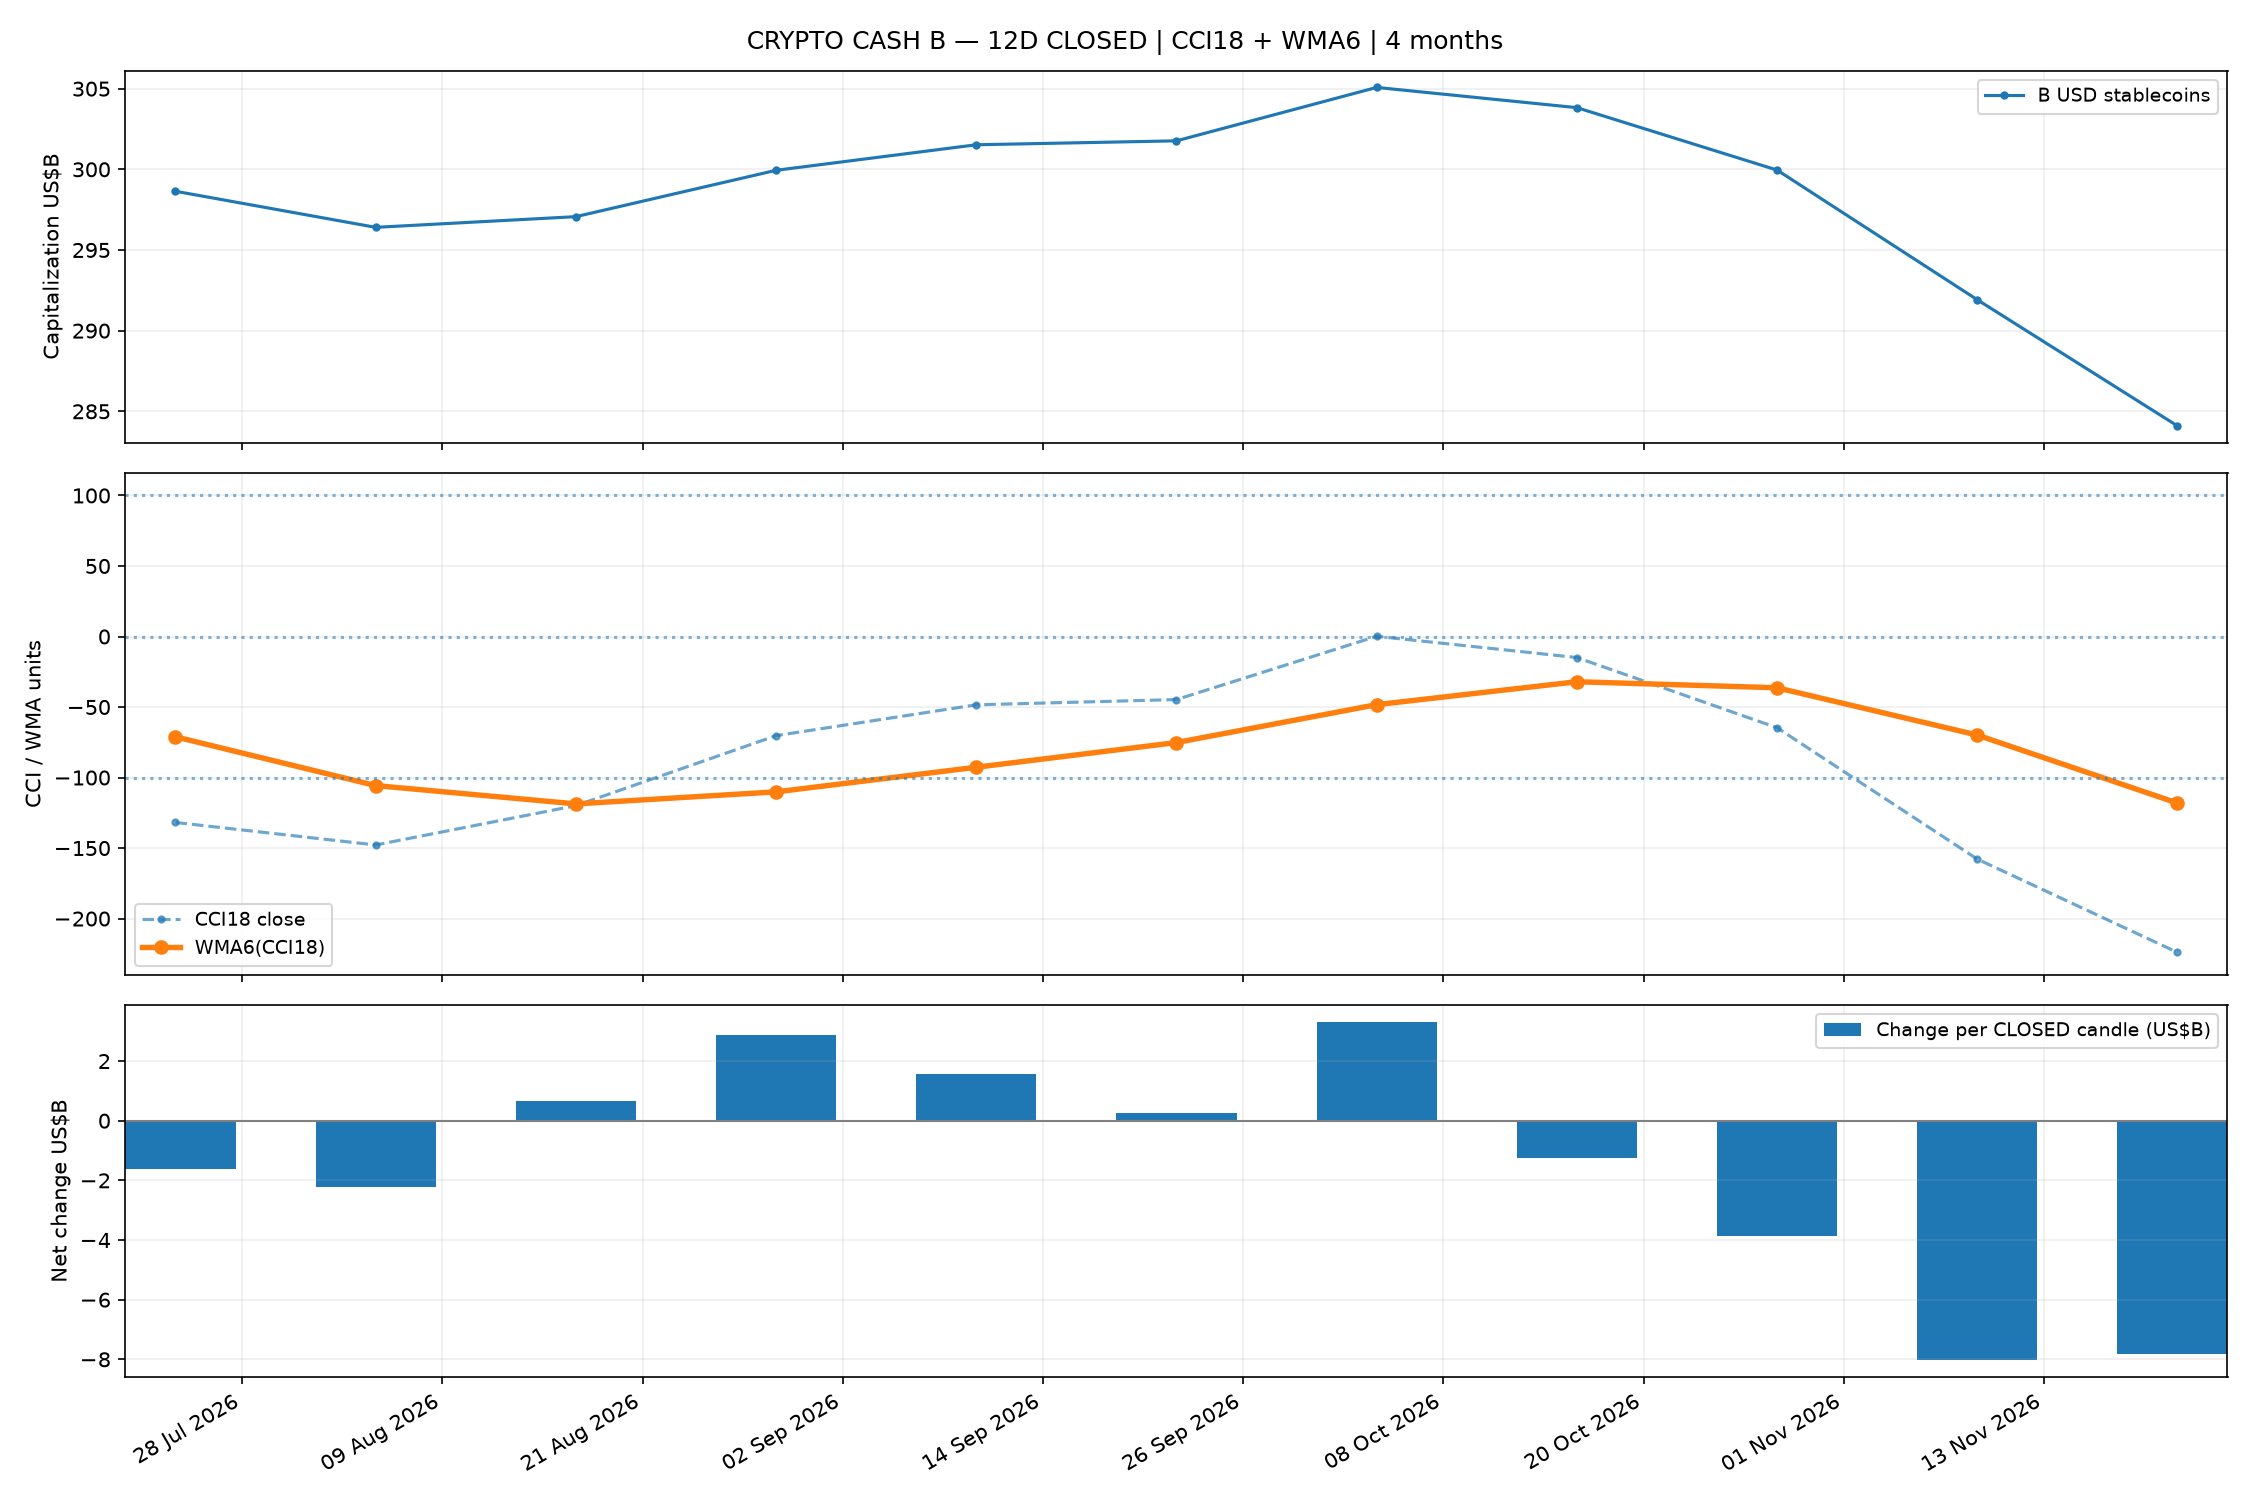 CRYPTO CASH B — 12D CLOSED | CCI18 + WMA6 | 4 months
Capitalization US$B
305
300
295
290
285
B USD stablecoins
CCI / WMA units
100
50
0
−50
−100
−150
−200
CCI18 close
WMA6(CCI18)
Net change US$B
2
0
−2
−4
−6
−8
Change per CLOSED candle (US$B)
28 Jul 2026
09 Aug 2026
21 Aug 2026
02 Sep 2026
14 Sep 2026
26 Sep 2026
08 Oct 2026
20 Oct 2026
01 Nov 2026
13 Nov 2026